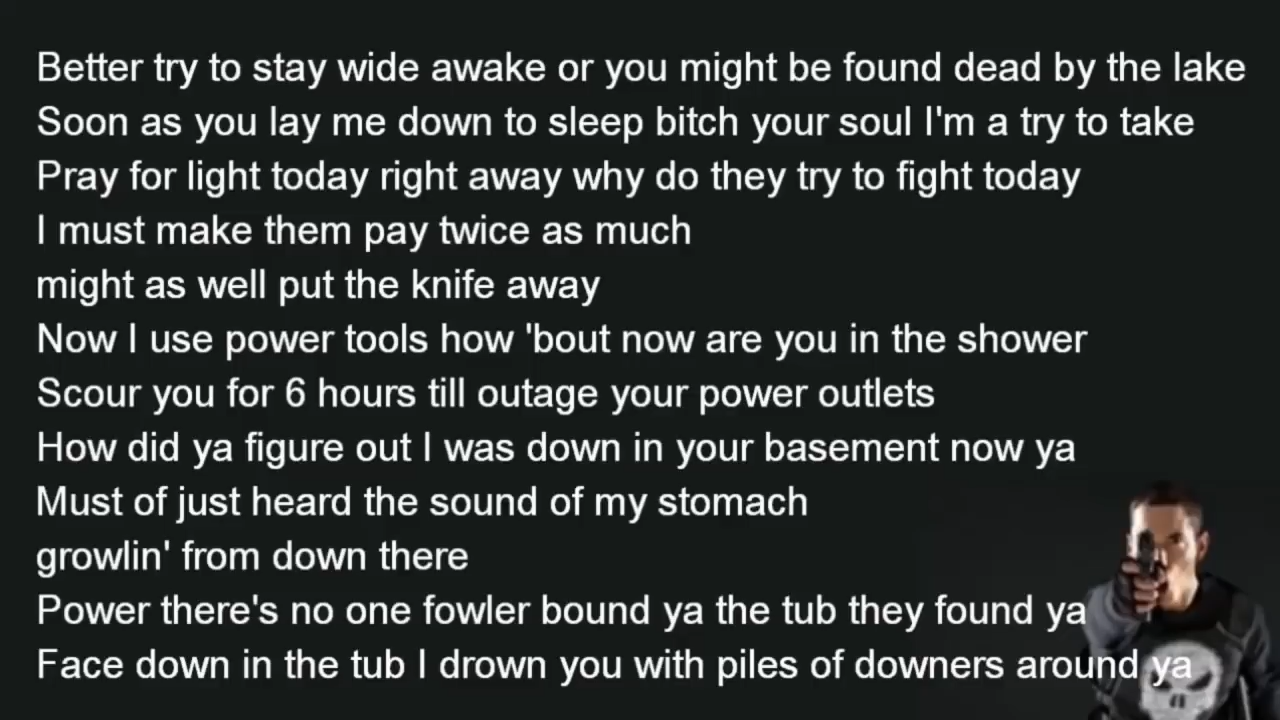 Better try to stay wide awake or you might be found dead by the lake
Soon as you lay me down to sleep bitch your soul I'm a try to take
Pray for light today right away why do they try to fight today
I must make them pay twice as much
might as well put the knife away
Now I use power tools how 'bout now are you in the shower
Scour you for 6 hours till outage your power outlets
How did ya figure out I was down in your basement now ya
Must of just heard the sound of my stomach
growlin' from down there
Power there's no one fowler bound ya the tub they found ya
Face down in the tub I drown you with piles of downers around ya